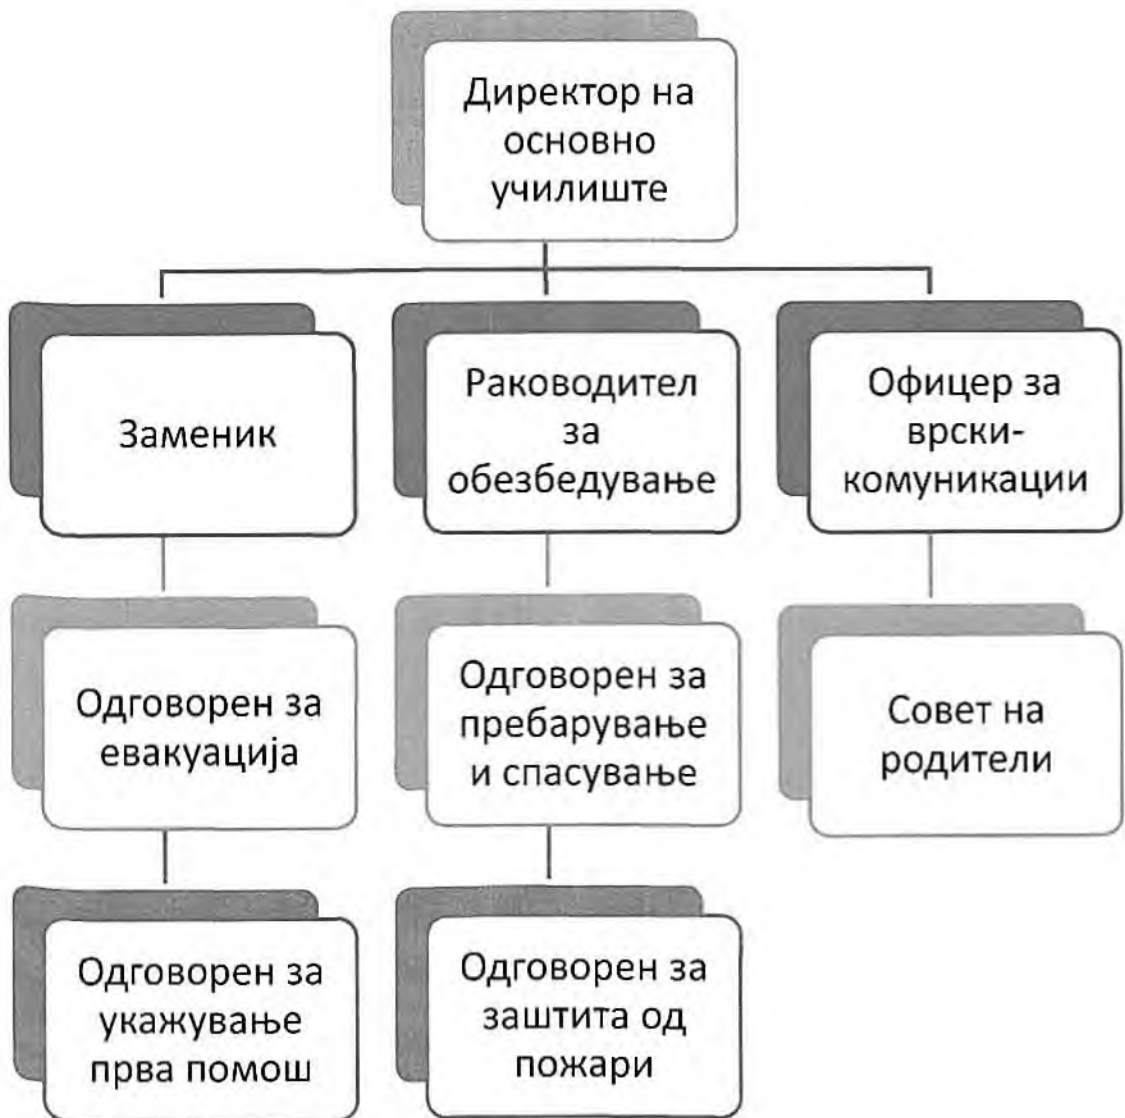 Директор на
основно
училиште
Заменик
Раководител
за
обезбедување
Офицер за
врски-
комуникации
Одговорен за
евакуација
Одговорен за
пребарување
и спасување
Совет на
родители
Одговорен за
укажување
прва помош
Одговорен за
заштита од
пожари